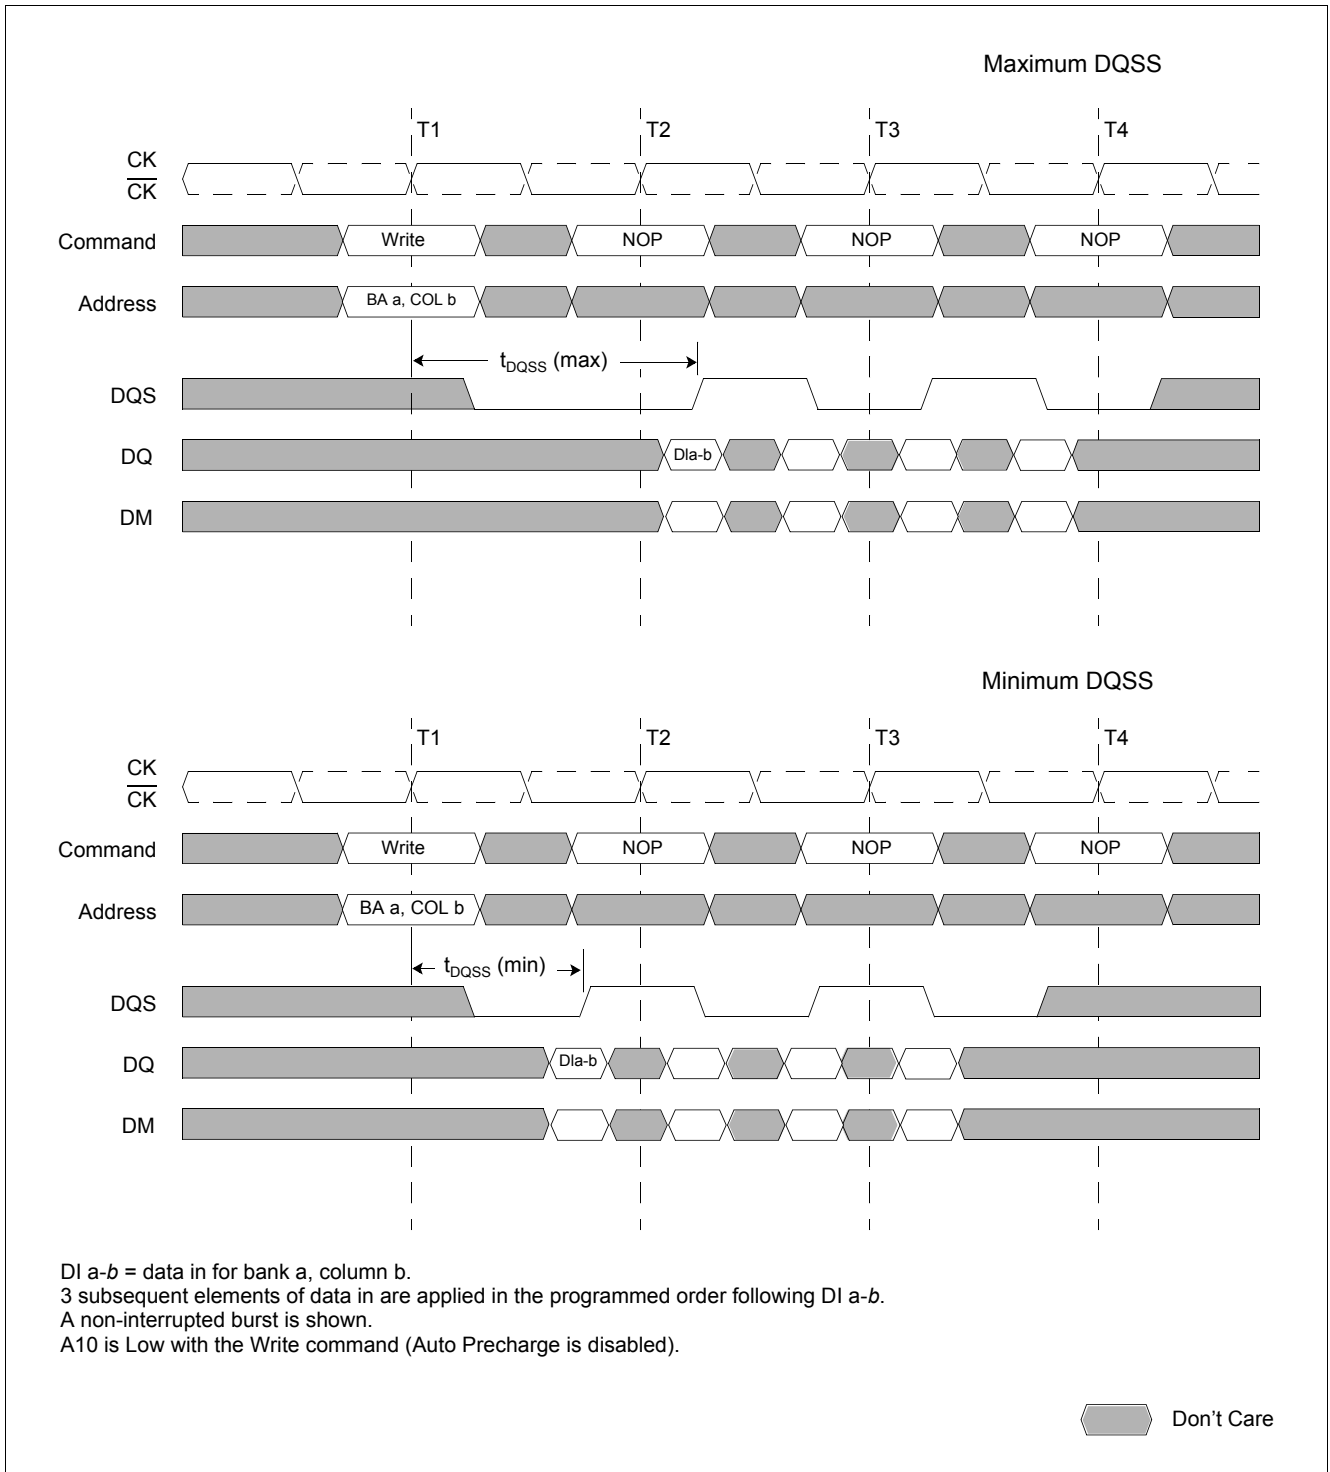 Maximum DQSS
T1 T2 T3 T4
CK
CK
Command Write NOP NOP NOP
Address BA a, COL b
tDQSS (max)
DQS
DQ DIa-b
DM
Minimum DQSS
T1 T2 T3 T4
CK
CK
Command Write NOP NOP NOP
Address BA a, COL b
tDQSS (min)
DQS
DQ DIa-b
DM
DI a-b = data in for bank a, column b.
3 subsequent elements of data in are applied in the programmed order following DI a-b.
A non-interrupted burst is shown.
A10 is Low with the Write command (Auto Precharge is disabled).
Don't Care